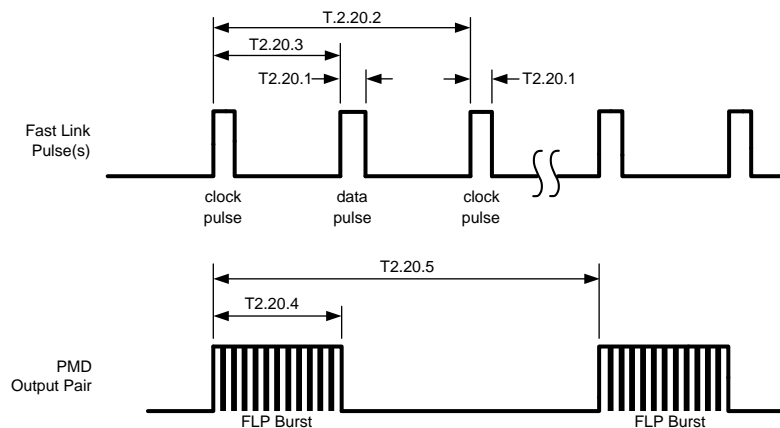 T.2.20.2
T2.20.3
T2.20.1
T2.20.1
Fast Link
Pulse(s)
clock
pulse
data
pulse
clock
pulse
T2.20.5
T2.20.4
PMD
Output Pair
FLP Burst
FLP Burst